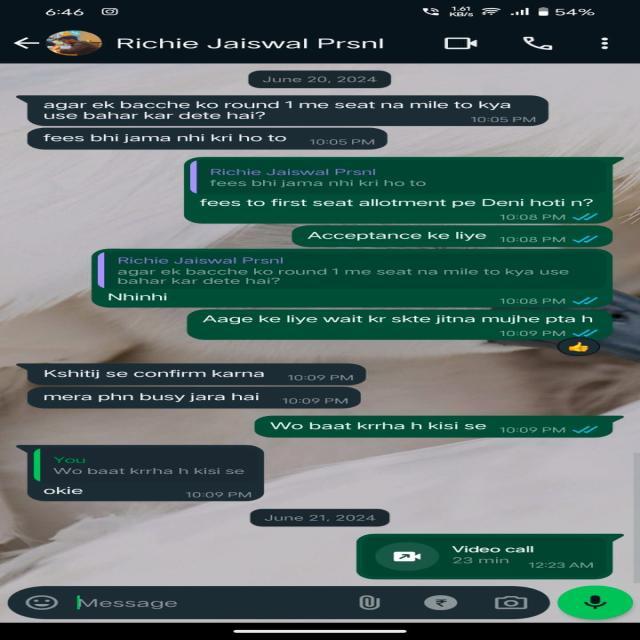 6:46
1.61
KB/s
54%
Richie Jaiswal Prsnl
June 20, 2024
agar ek bacche ko round 1 me seat na mile to kya
use bahar kar dete hai?
10:05 PM
fees bhi jama nhi kri ho to 10:05 PM
Richie Jaiswal Prsnl
fees bhi jama nhi kri ho to
fees to first seat allotment pe Deni hoti n?
10:08 PM
Acceptance ke liye 10:08 PM
Richie Jaiswal Prsnl
agar ek bacche ko round 1 me seat na mile to kya use
bahar kar dete hai?
Nhinhi 10:08 PM
Aage ke liye wait kr skte jitna mujhe pta h
10:09 PM
Kshitij se confirm karna 10:09 PM
mera phn busy jara hai 10:09 PM
Wo baat krrha h kisi se 10:09 PM
You
Wo baat krrha h kisi se
okie 10:09 PM
June 21, 2024
Video call
23 min 12:23 AM
Message